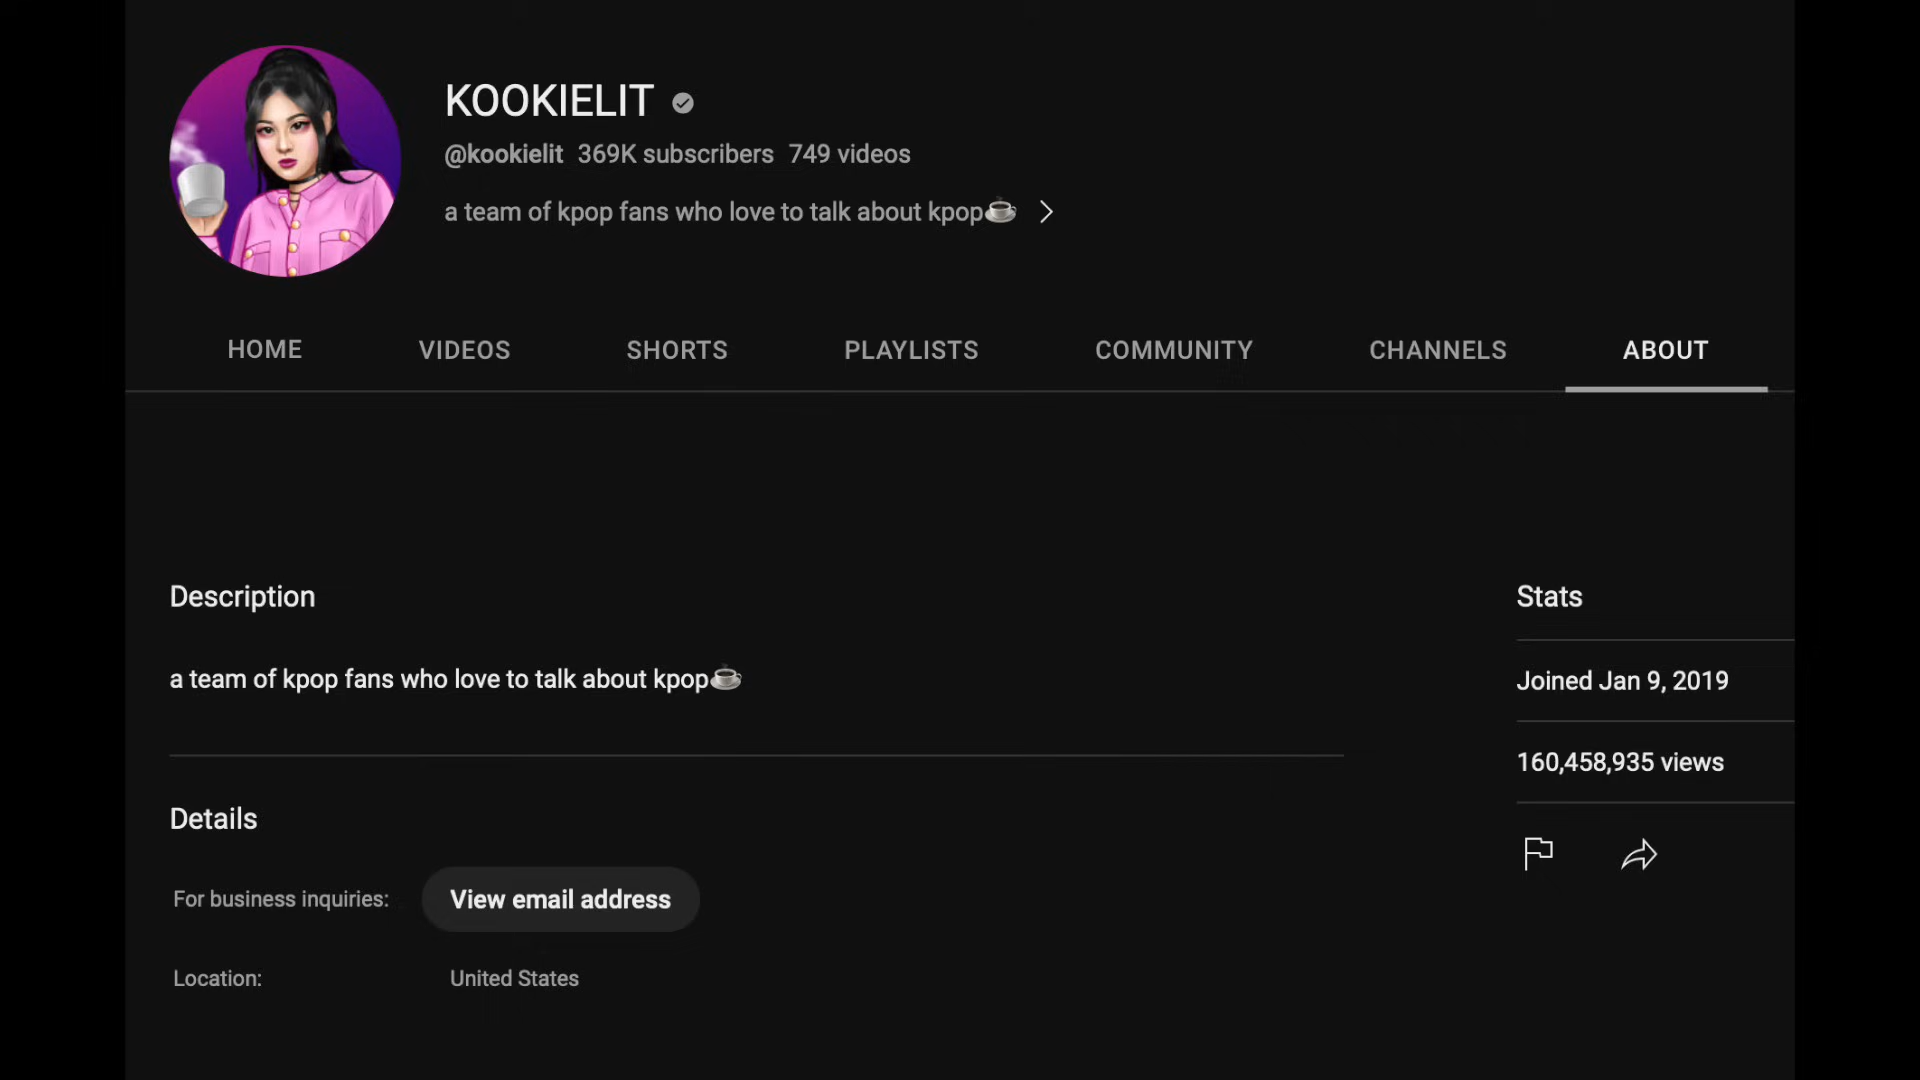 KOOKIELIT
@kookielit 369K subscribers 749 videos
a team of kpop fans who love to talk about kpop☕
HOME VIDEOS SHORTS PLAYLISTS COMMUNITY CHANNELS ABOUT
Description
a team of kpop fans who love to talk about kpop☕
Details
For business inquiries: View email address
Location: United States
Stats
Joined Jan 9, 2019
160,458,935 views